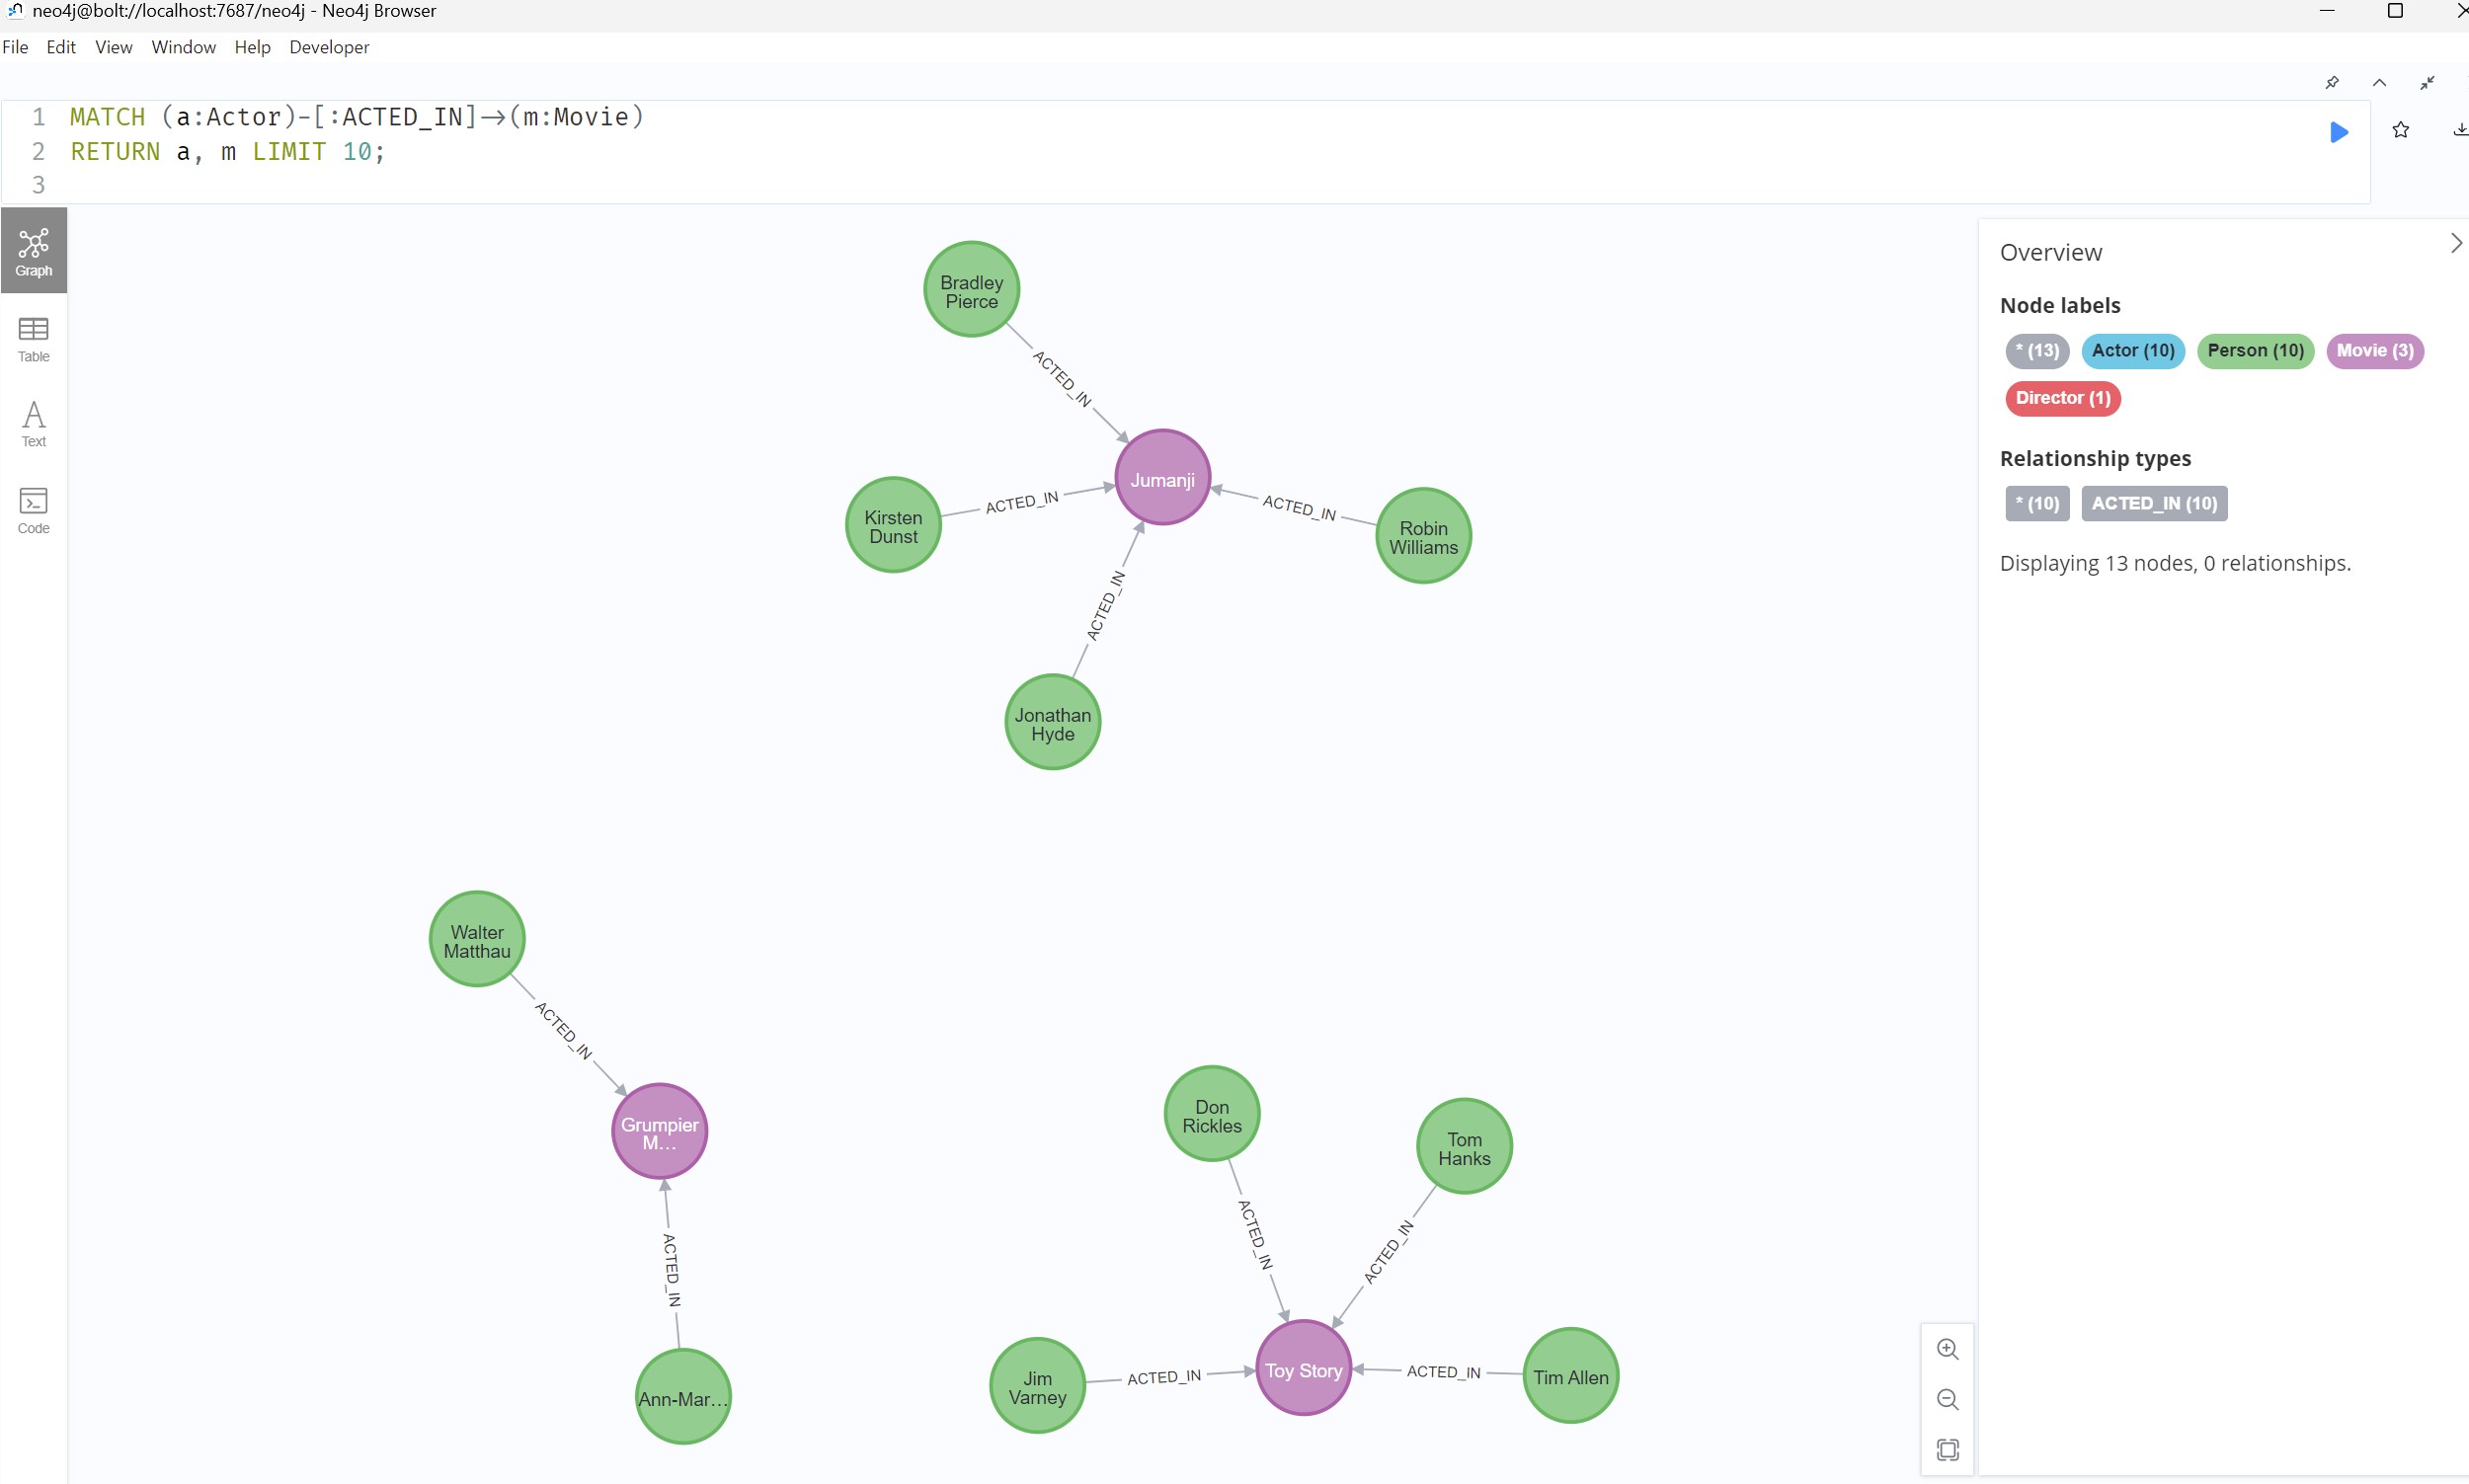 neo4j@bolt://localhost:7687/neo4j - Neo4j Browser
File Edit View Window Help Developer
1 MATCH (a:Actor)-[:ACTED_IN]→(m:Movie)
2 RETURN a, m LIMIT 10;
3
Graph
Table
Text
Code
Bradley
Pierce
ACTED_IN
Jumanji
Kirsten
Dunst
ACTED_IN
ACTED_IN
Robin
Williams
ACTED_IN
Jonathan
Hyde
Walter
Matthau
ACTED_IN
Grumpier
M...
ACTED_IN
Ann-Mar...
Don
Rickles
Tom
Hanks
ACTED_IN
ACTED_IN
Jim
Varney
ACTED_IN
Toy Story
ACTED_IN
Tim Allen
Overview
Node labels
* (13) Actor (10) Person (10) Movie (3)
Director (1)
Relationship types
* (10) ACTED_IN (10)
Displaying 13 nodes, 0 relationships.